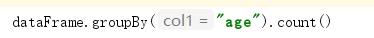 dataFrame.groupBy( col1 = "age").count()